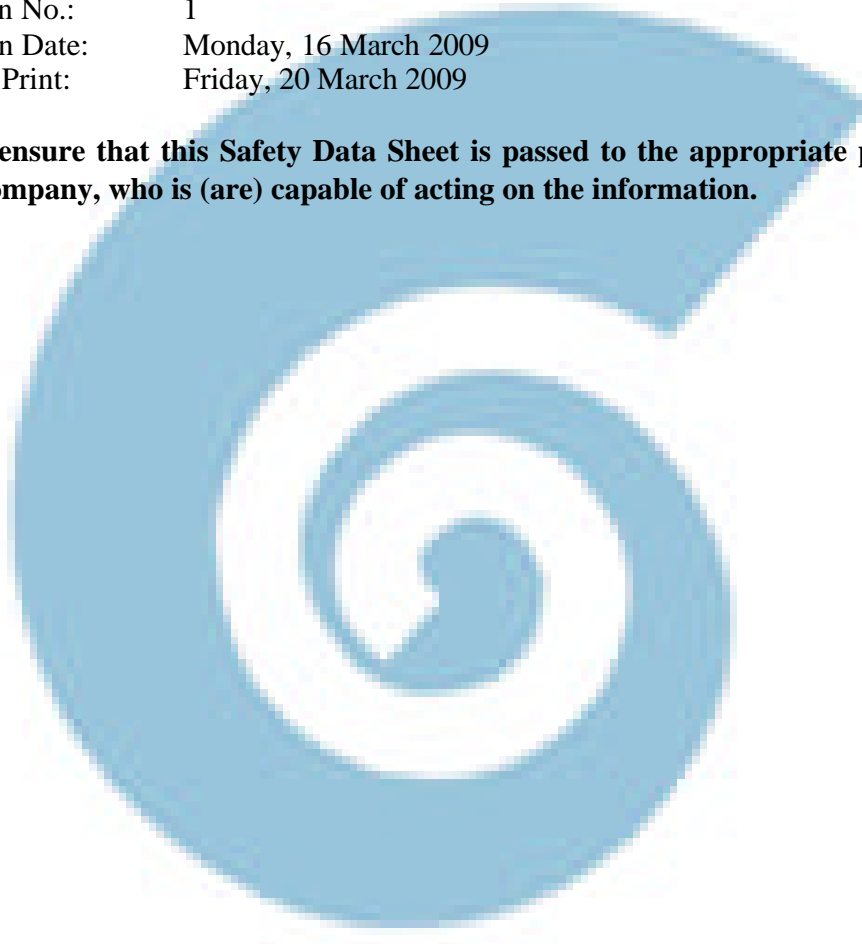 n No.: 1
n Date: Monday, 16 March 2009
Print: Friday, 20 March 2009
ensure that this Safety Data Sheet is passed to the appropriate p
ompany, who is (are) capable of acting on the information.